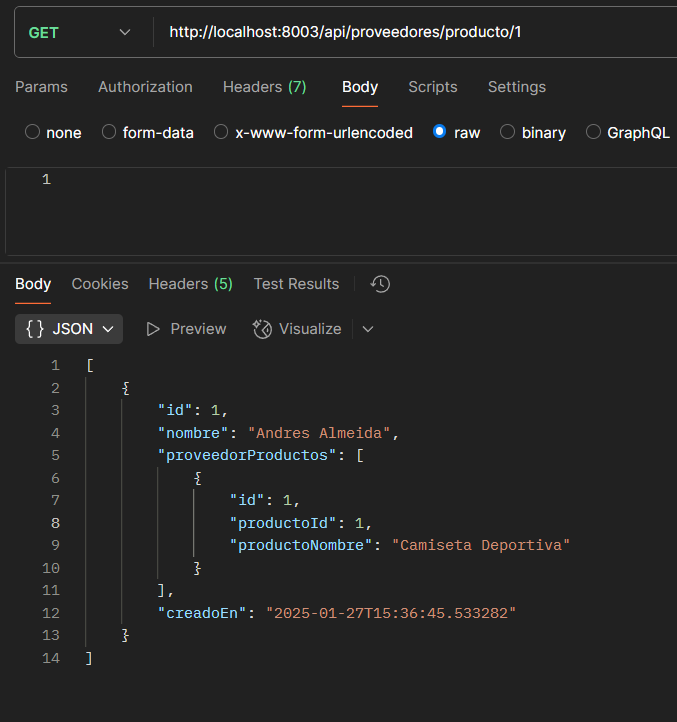 GET http://localhost:8003/api/proveedores/producto/1
Params Authorization Headers (7) Body Scripts Settings
none form-data x-www-form-urlencoded raw binary GraphQL
1
Body Cookies Headers (5) Test Results
{} JSON Preview Visualize
1 [
2 {
3 "id": 1,
4 "nombre": "Andres Almeida",
5 "proveedorProductos": [
6 {
7 "id": 1,
8 "productoId": 1,
9 "productoNombre": "Camiseta Deportiva"
10 }
11 ],
12 "creadoEn": "2025-01-27T15:36:45.533282"
13 }
14 ]